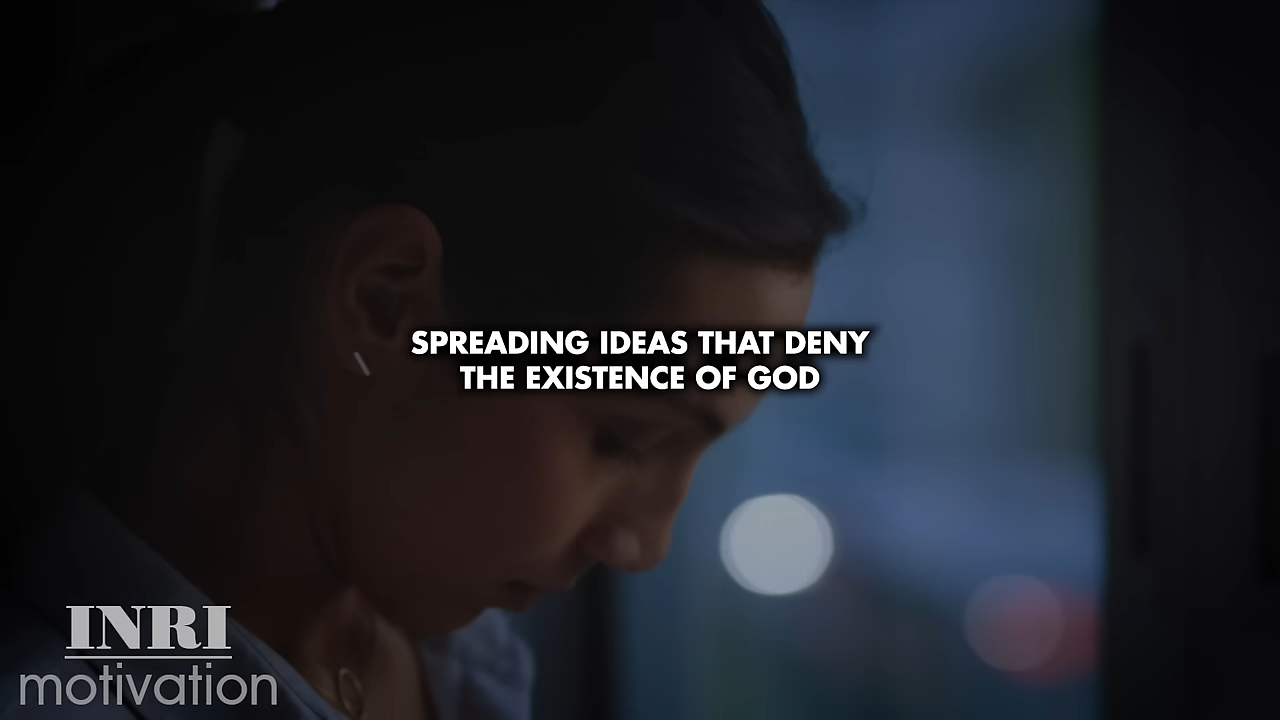 SPREADING IDEAS THAT DENY
THE EXISTENCE OF GOD
INRI
motivation